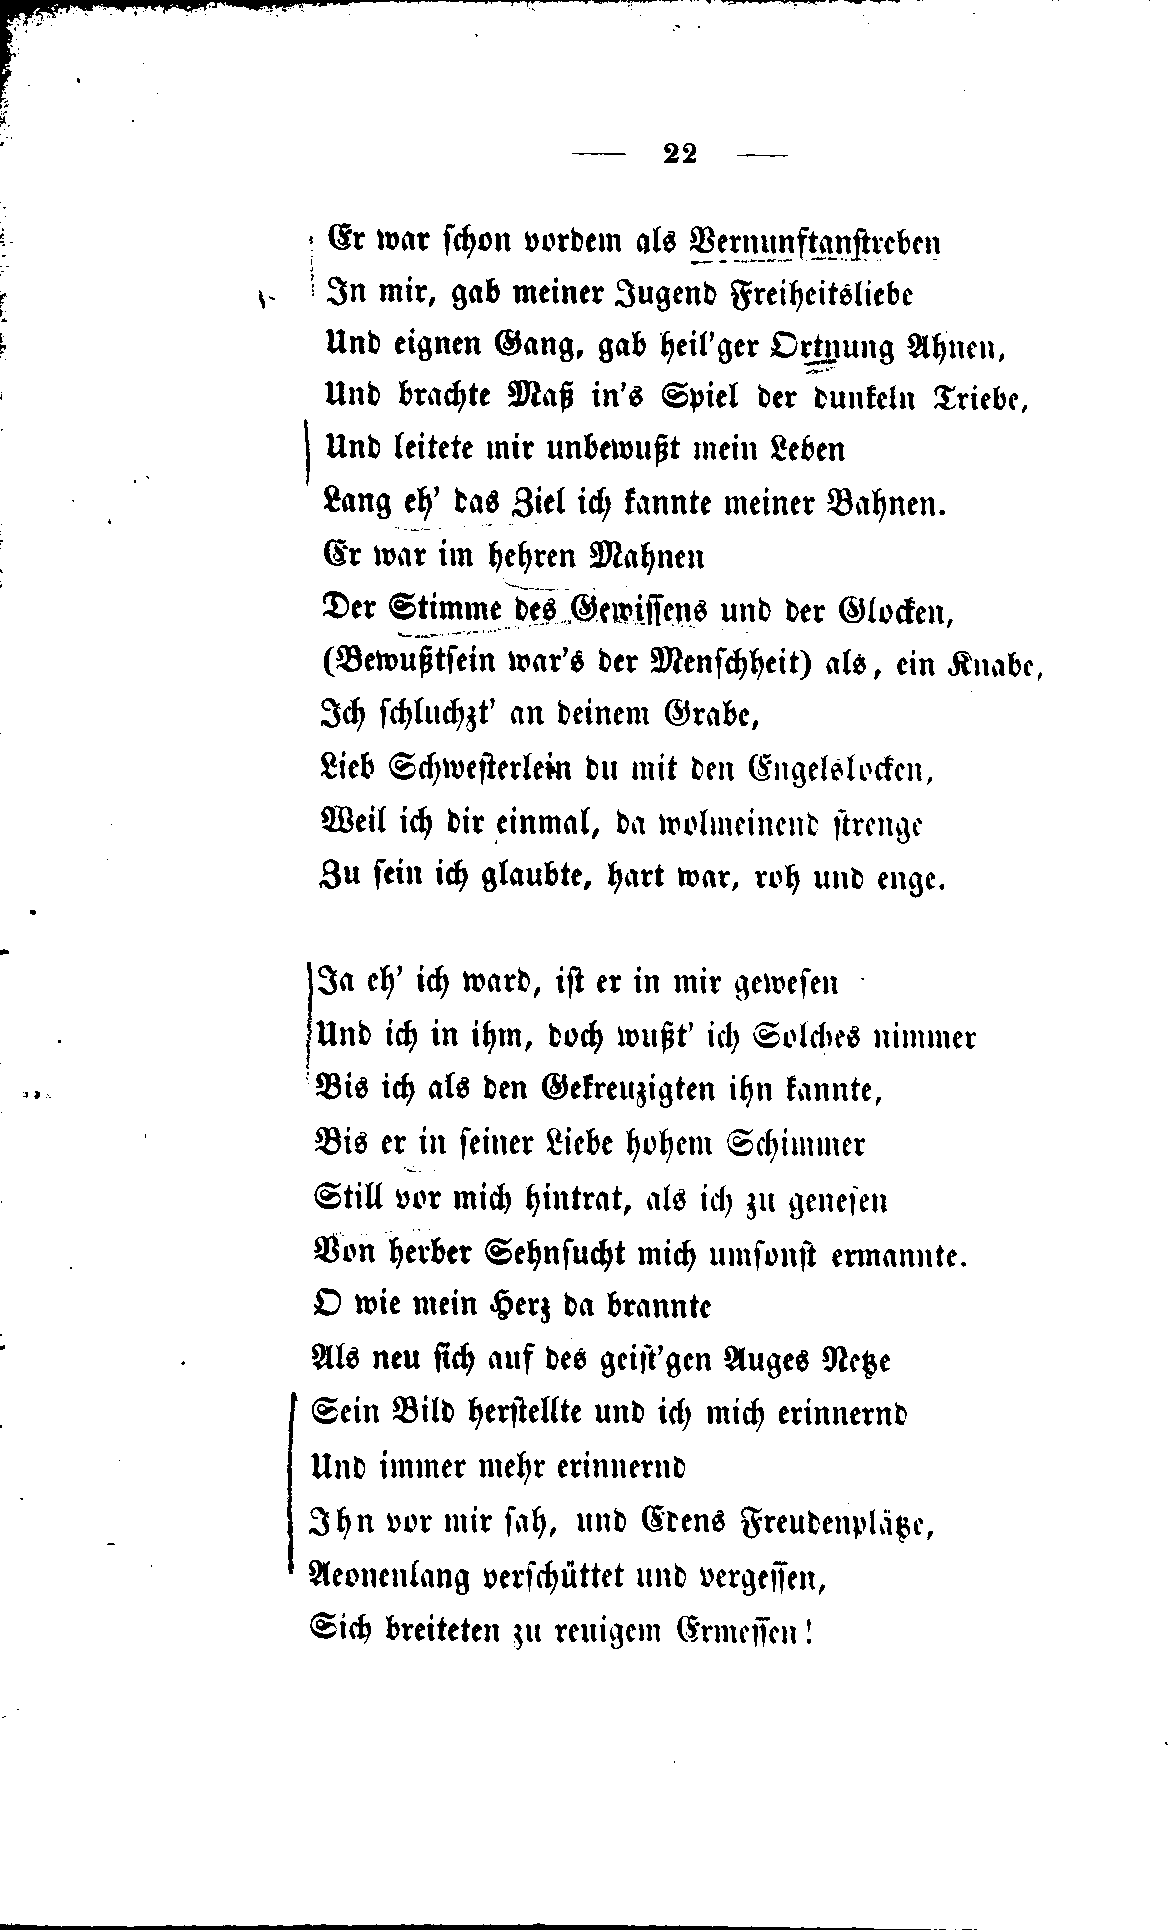 — 22 —
Er war schon vordem als Vernunftanstreben
In mir, gab meiner Jugend Freiheitsliebe
Und eignen Gang, gab heil'ger Ortnung Ahnen,
Und brachte Maß in's Spiel der dunkeln Triebe,
Und leitete mir unbewußt mein Leben
Lang eh' das Ziel ich kannte meiner Bahnen.
Er war im hehren Mahnen
Der Stimme des Gewissens und der Glocken,
(Bewußtsein war's der Menschheit) als, ein Knabe,
Ich schluchzt' an deinem Grabe,
Lieb Schwesterlein du mit den Engelslocken,
Weil ich dir einmal, da wolmeinend strenge
Zu sein ich glaubte, hart war, roh und enge.
Ja eh' ich ward, ist er in mir gewesen
Und ich in ihm, doch wußt' ich Solches nimmer
Bis ich als den Gekreuzigten ihn kannte,
Bis er in seiner Liebe hohem Schimmer
Still vor mich hintrat, als ich zu genesen
Von herber Sehnsucht mich umsonst ermannte.
O wie mein Herz da brannte
Als neu sich auf des geist'gen Auges Netze
Sein Bild herstellte und ich mich erinnernd
Und immer mehr erinnernd
Ihn vor mir sah, und Edens Freudenplätze,
Aeonenlang verschüttet und vergessen,
Sich breiteten zu reuigem Ermessen!